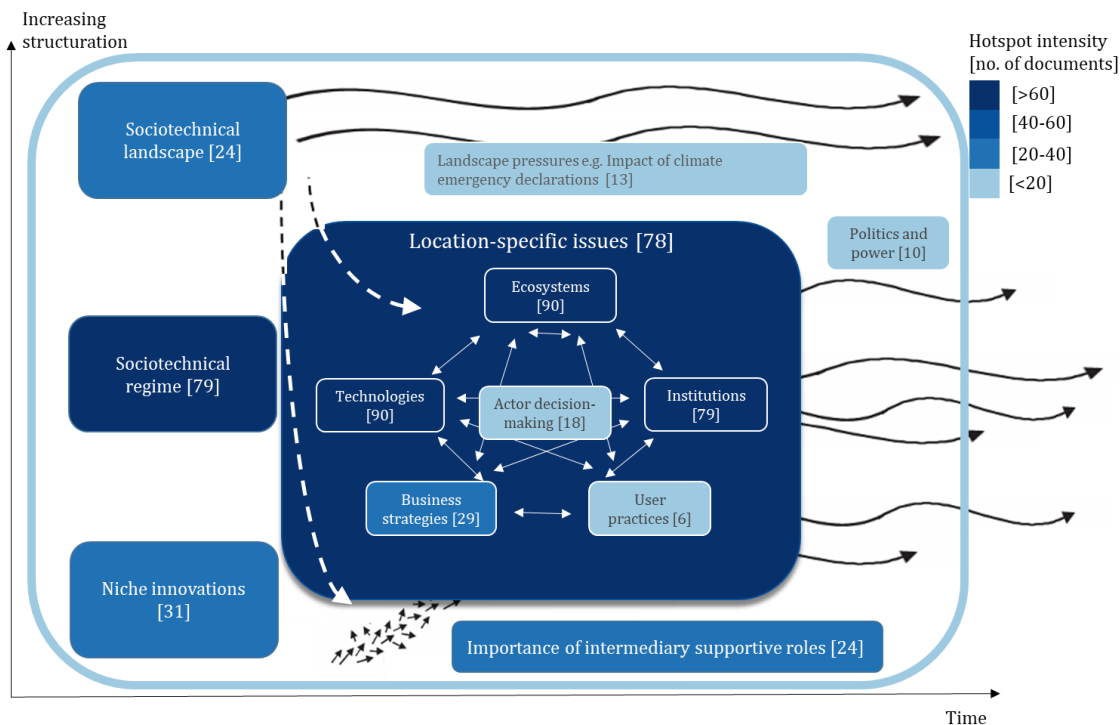 Increasing
structuration
Hotspot intensity
[no. of documents]
[>60]
[40-60]
[20-40]
[<20]
Sociotechnical
landscape [24]
Landscape pressures e.g. Impact of climate
emergency declarations [13]
Politics and
power [10]
Location-specific issues [78]
Ecosystems
[90]
Sociotechnical
regime [79]
Technologies
[90]
Actor decision-
making [18]
Institutions
[79]
Business
strategies [29]
User
practices [6]
Niche innovations
[31]
Importance of intermediary supportive roles [24]
Time